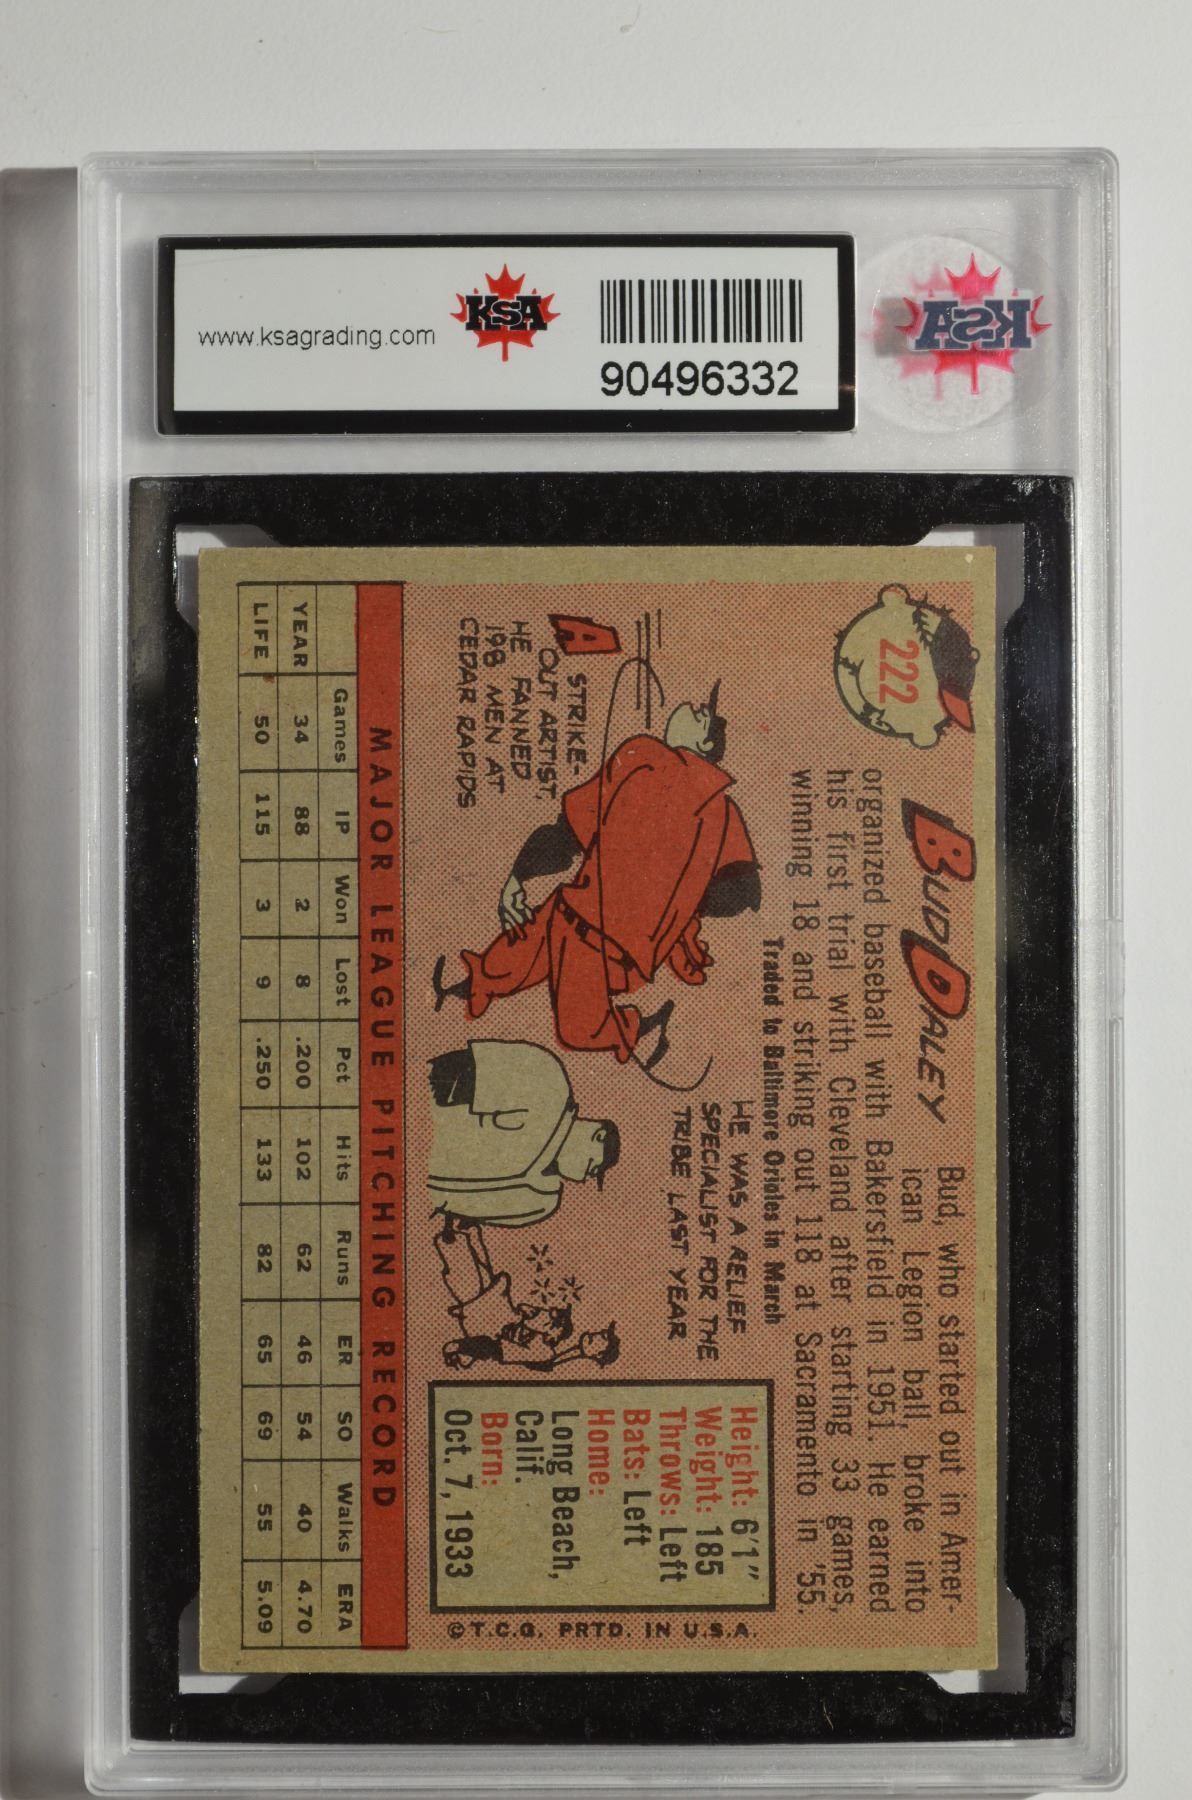 www.ksagrading.com
KSA
90496332
KSA
222
BUD DALEY
Bud, who started out in Amer-
ican Legion ball, broke into
organized baseball with Bakersfield in 1951. He earned
his first trial with Cleveland after starting 33 games,
winning 18 and striking out 118 at Sacramento in '55.
Traded to Baltimore Orioles in March
A STRIKE-
OUT ARTIST,
HE FANNED
198 MEN AT
CEDAR RAPIDS
HE WAS A RELIEF
SPECIALIST FOR THE
TRIBE LAST YEAR
Height: 6'1"
Weight: 185
Throws: Left
Bats: Left
Home:
Long Beach,
Calif.
Born:
Oct. 7, 1933
©T.C.G. PRTD. IN U.S.A.
MAJOR LEAGUE PITCHING RECORD
Games IP Won Lost Pct Hits Runs ER SO Walks ERA
YEAR 34 88 2 8 .200 102 62 46 54 40 4.70
LIFE 50 115 3 9 .250 133 82 65 69 55 5.09